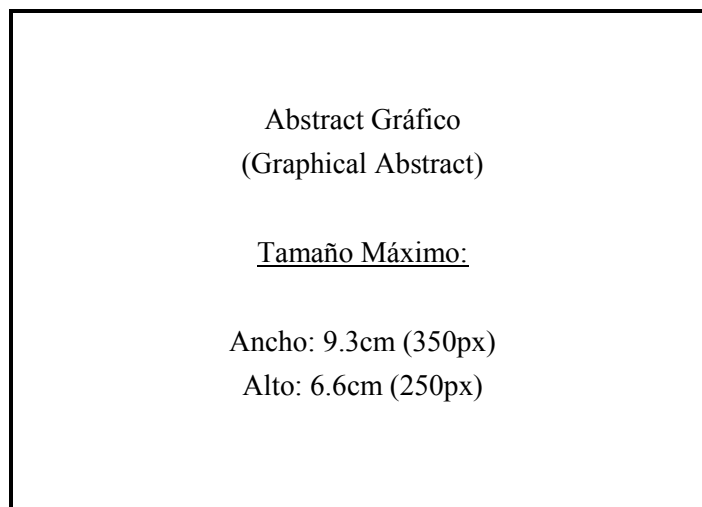 Abstract Gráfico
(Graphical Abstract)
Tamaño Máximo:
Ancho: 9.3cm (350px)
Alto: 6.6cm (250px)